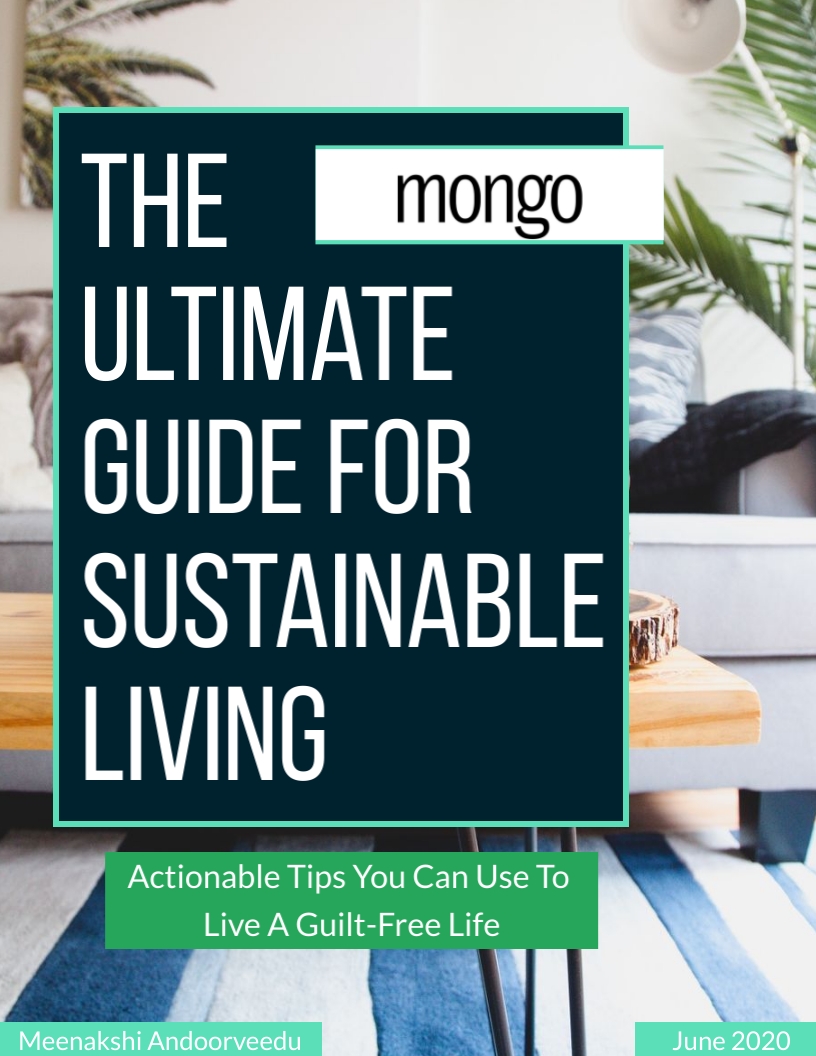 THE
mongo
ULTIMATE
GUIDE FOR
SUSTAINABLE
LIVING
Actionable Tips You Can Use To
Live A Guilt-Free Life
Meenakshi Andoorveedu
June 2020